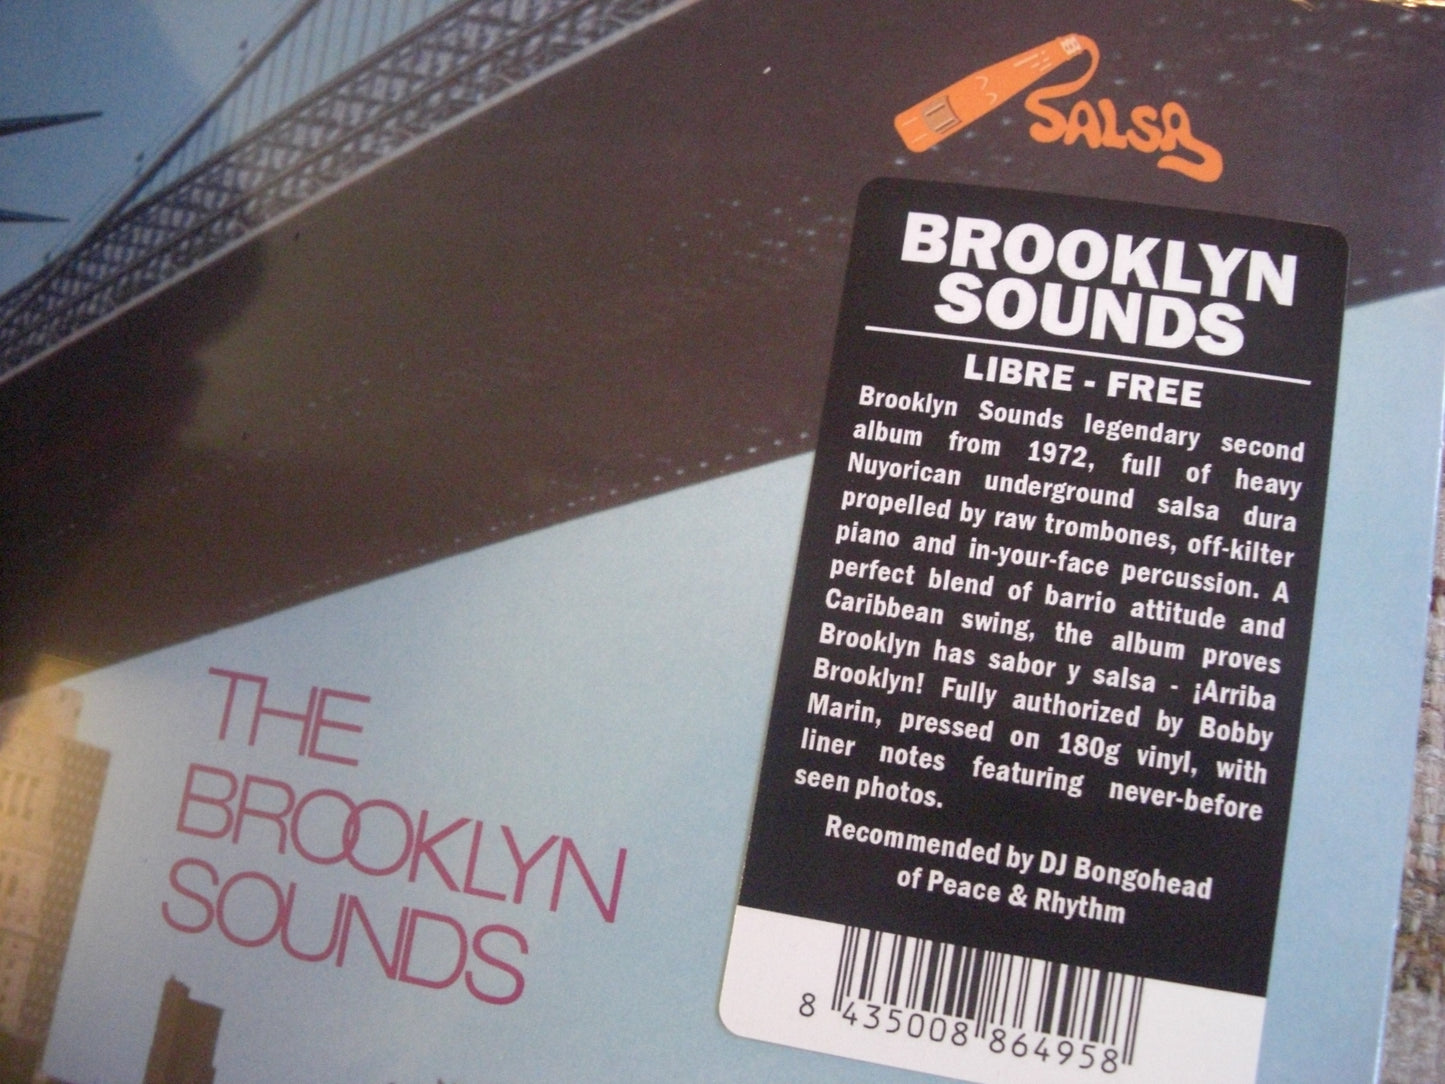 SALSA
BROOKLYN
SOUNDS
LIBRE - FREE
Brooklyn Sounds legendary second
album from 1972, full of heavy
Nuyorican underground salsa dura
propelled by raw trombones, off-kilter
piano and in-your-face percussion. A
perfect blend of barrio attitude and
Caribbean swing, the album proves
Brooklyn has sabor y salsa - ¡Arriba
Brooklyn! Fully authorized by Bobby
Marin, pressed on 180g vinyl, with
liner notes featuring never-before
seen photos.
Recommended by DJ Bongohead
of Peace & Rhythm
8 435008 864958
THE
BROOKLYN
SOUNDS